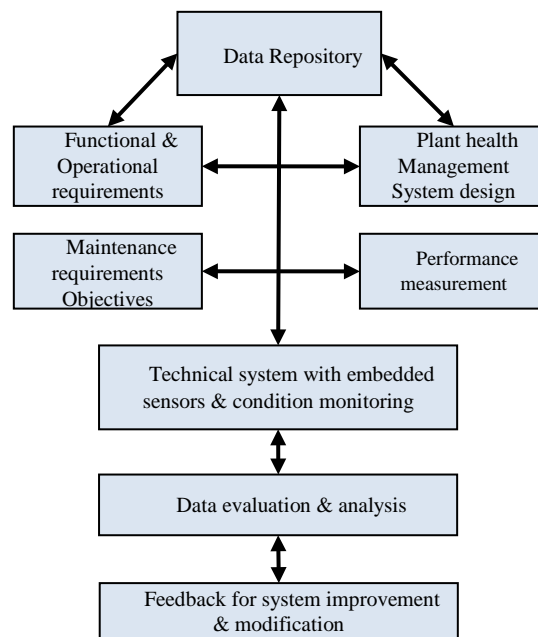 Data Repository
Functional &
Operational
requirements
Plant health
Management
System design
Maintenance
requirements
Objectives
Performance
measurement
Technical system with embedded
sensors & condition monitoring
Data evaluation & analysis
Feedback for system improvement
& modification